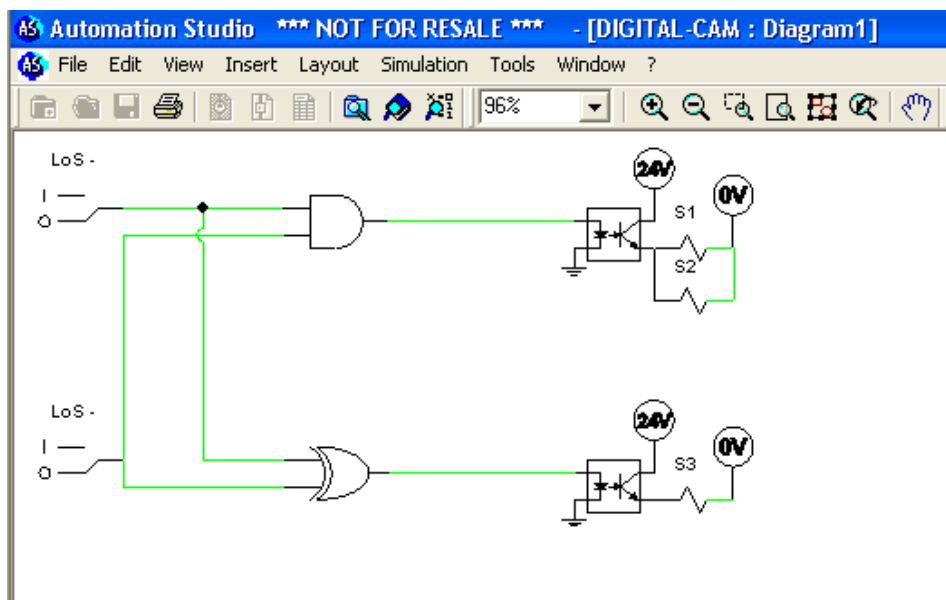 Automation Studio *** NOT FOR RESALE *** - [DIGITAL-CAM : Diagram1]
File Edit View Insert Layout Simulation Tools Window ?
96%
LoS -
I
O
24V
0V
S1
S2
LoS -
I
O
24V
0V
S3